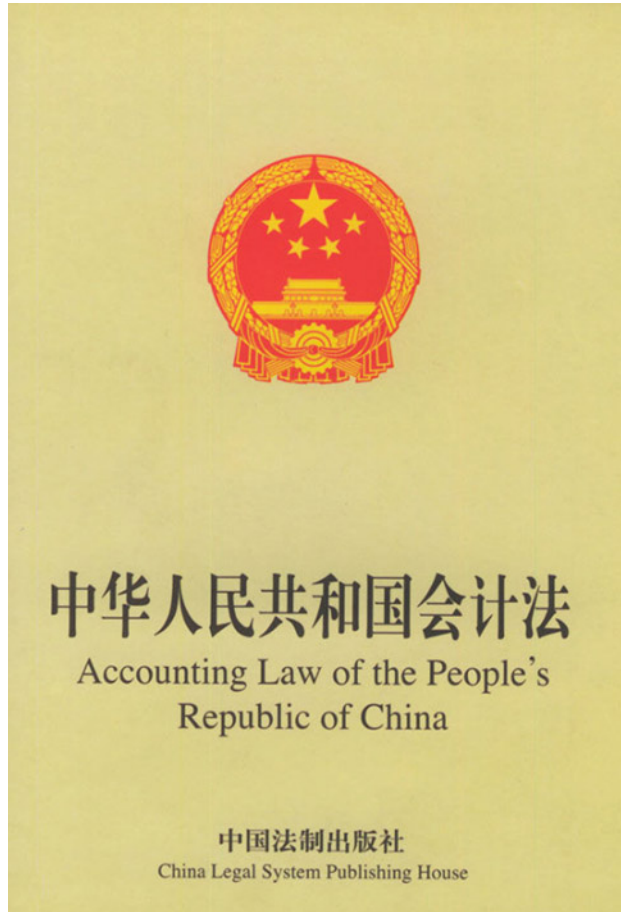 中华人民共和国会计法
Accounting Law of the People's
Republic of China
中国法制出版社
China Legal System Publishing House